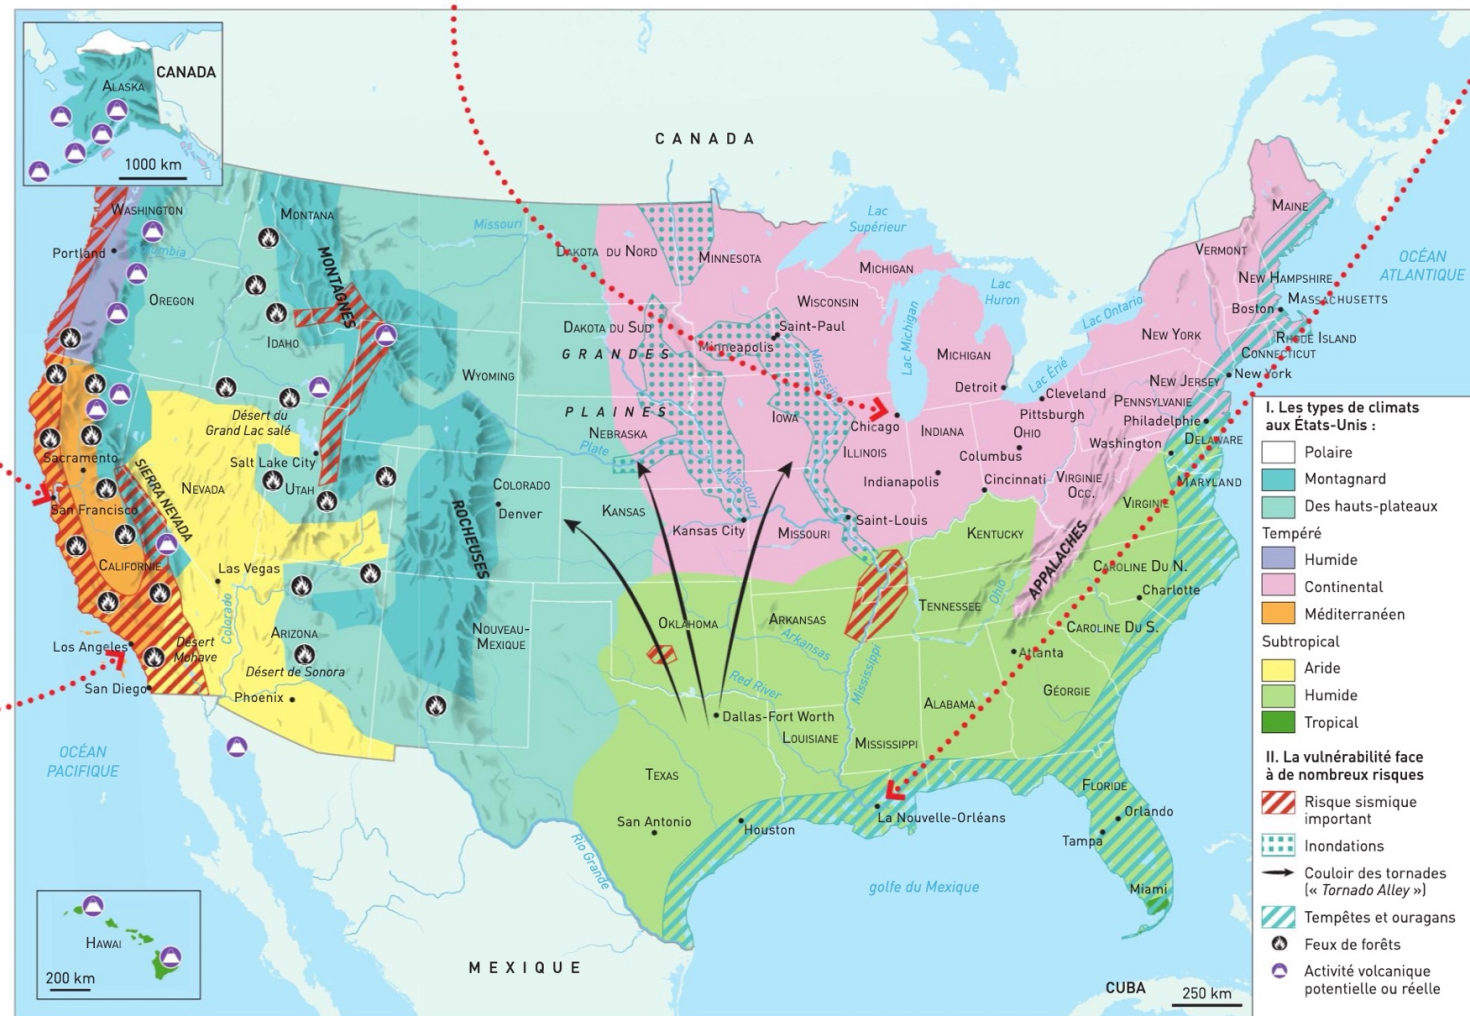 CANADA
ALASKA
1000 km
CANADA
WASHINGTON
Portland
Columbia
OREGON
MONTANA
MONTAGNES
IDAHO
Missouri
DAKOTA DU NORD
MINNESOTA
Lac
Supérieur
MICHIGAN
WISCONSIN
Saint-Paul
Minneapolis
DAKOTA DU SUD
GRANDES
PLAINES
WYOMING
NEBRASKA
Plate
IOWA
Mississippi
Missouri
Lac Michigan
Lac
Huron
MICHIGAN
Detroit
Lac Érié
Lac Ontario
Chicago
ILLINOIS
INDIANA
Indianapolis
Cleveland
Pittsburgh
OHIO
Columbus
Cincinnati
NEW YORK
PENNSYLVANIE
NEW JERSEY
Philadelphie
Washington
DELAWARE
MARYLAND
VIRGINIE
OCC.
VIRGINIE
MAINE
VERMONT
NEW HAMPSHIRE
MASSACHUSETTS
Boston
RHODE ISLAND
CONNECTICUT
New York
OCÉAN
ATLANTIQUE
Désert du
Grand Lac salé
Salt Lake City
UTAH
NEVADA
SIERRA NEVADA
Sacramento
San Francisco
CALIFORNIE
Las Vegas
Colorado
Désert
Mohave
Los Angeles
San Diego
ARIZONA
Désert de Sonora
Phoenix
ROCHEUSES
COLORADO
Denver
NOUVEAU-
MEXIQUE
KANSAS
Kansas City
MISSOURI
Saint-Louis
KENTUCKY
TENNESSEE
Ohio
APPALACHES
CAROLINE DU N.
Charlotte
CAROLINE DU S.
OKLAHOMA
ARKANSAS
Arkansas
Red River
Mississippi
Dallas-Fort Worth
LOUISIANE
MISSISSIPPI
ALABAMA
Atlanta
GÉORGIE
TEXAS
San Antonio
Houston
La Nouvelle-Orléans
FLORIDE
Orlando
Tampa
Miami
Rio Grande
golfe du Mexique
OCÉAN
PACIFIQUE
HAWAI
200 km
MEXIQUE
CUBA
250 km
I. Les types de climats
aux États-Unis :
Polaire
Montagnard
Des hauts-plateaux
Tempéré
Humide
Continental
Méditerranéen
Subtropical
Aride
Humide
Tropical
II. La vulnérabilité face
à de nombreux risques
Risque sismique
important
Inondations
Couloir des tornades
(« Tornado Alley »)
Tempêtes et ouragans
Feux de forêts
Activité volcanique
potentielle ou réelle